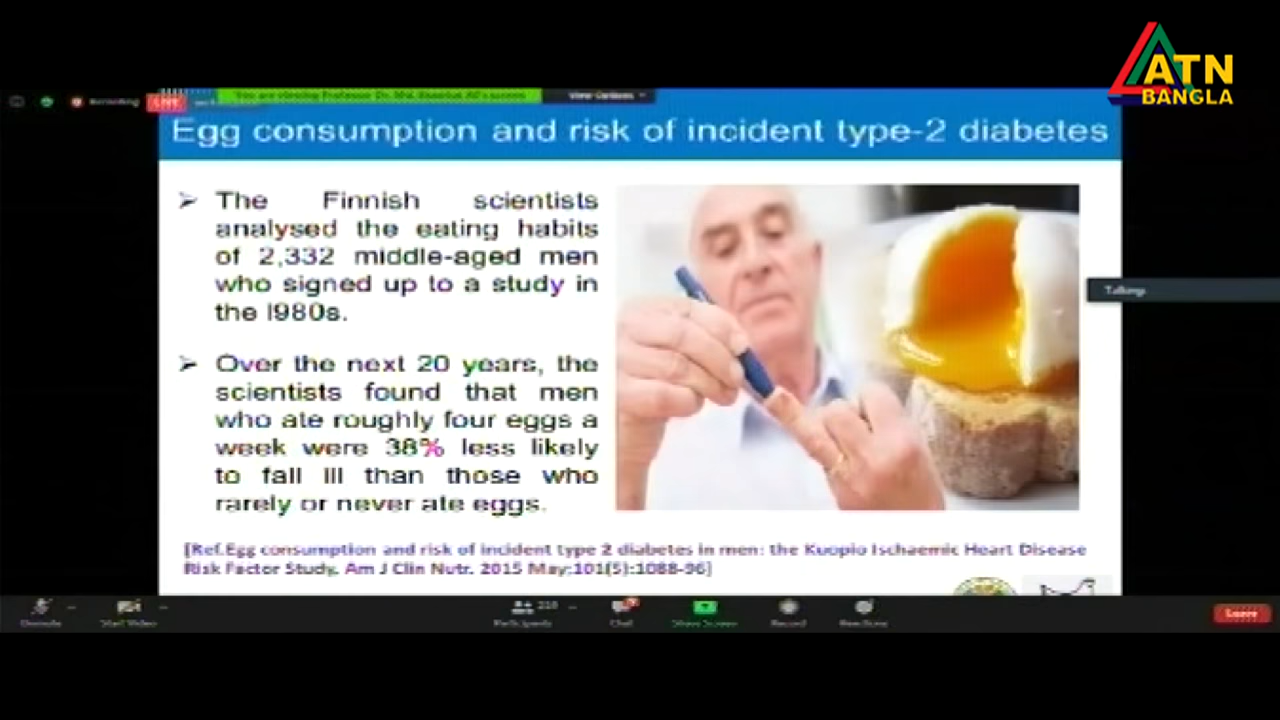 ATN
BANGLA
Recording
LIVE
View Options
Egg consumption and risk of incident type-2 diabetes
➢ The Finnish scientists
analysed the eating habits
of 2,332 middle-aged men
who signed up to a study in
the I980s.
➢ Over the next 20 years, the
scientists found that men
who ate roughly four eggs a
week were 38% less likely
to fall Ill than those who
rarely or never ate eggs.
Talking:
[Ref.Egg consumption and risk of incident type 2 diabetes in men: the Kuopio Ischaemic Heart Disease
Risk Factor Study. Am J Clin Nutr. 2015 May;101(5):1088-96]
Unmute
Start Video
Participants
Chat
Share Screen
Record
Reactions
Leave